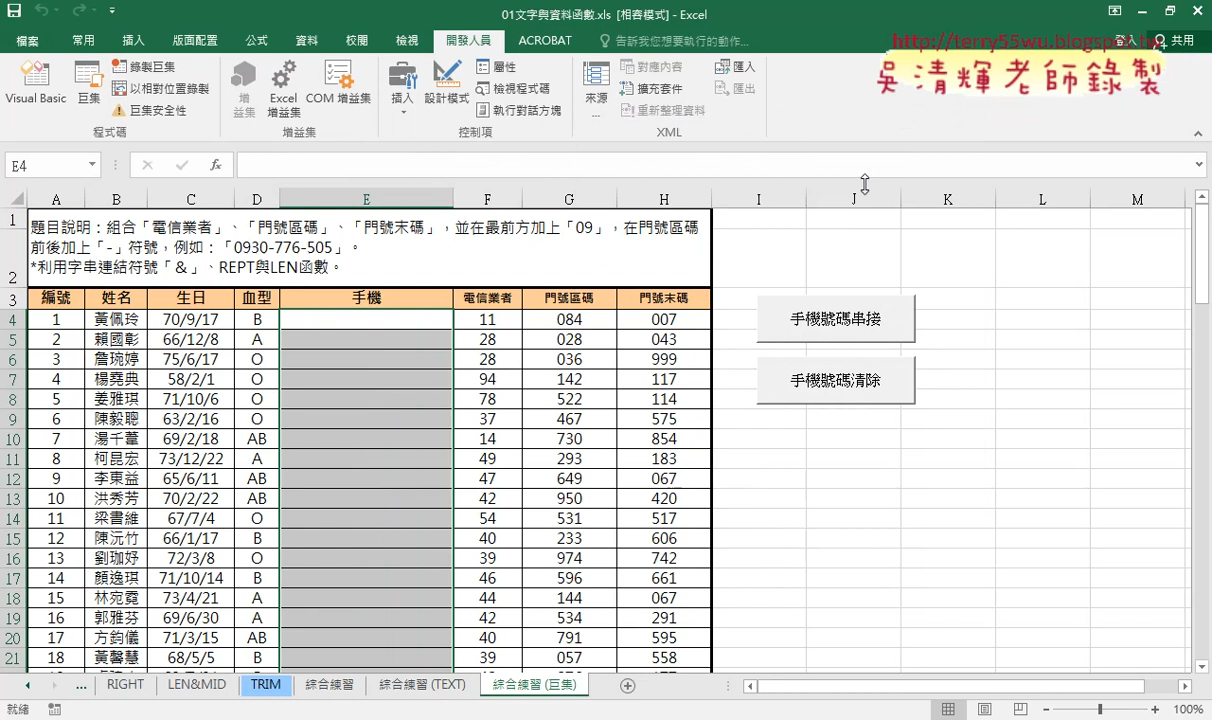 01文字與資料函數.xls [相容模式] - Excel
檔案 常用 插入 版面配置 公式 資料 校閱 檢視 開發人員 ACROBAT 告訴我您想要執行的動作... 登入 共用
http://terry55wu.blogspot.tw
吳清輝老師錄製
Visual Basic 巨集 錄製巨集 以相對位置錄製 巨集安全性 程式碼
增益集 Excel 增益集 COM 增益集 增益集
插入 設計模式 屬性 檢視程式碼 執行對話方塊 控制項
來源 ... 對應內容 擴充套件 重新整理資料 匯入 匯出 XML
E4 fx
A B C D E F G H I J K L M
1 題目說明：組合「電信業者」、「門號區碼」、「門號末碼」，並在最前方加上「09」，在門號區碼
前後加上「-」符號，例如：「0930-776-505」。
2 *利用字串連結符號「&」、REPT與LEN函數。
3 編號 姓名 生日 血型 手機 電信業者 門號區碼 門號末碼
4 1 黃佩玲 70/9/17 B 11 084 007
手機號碼串接
5 2 賴國彰 66/12/8 A 28 028 043
6 3 詹琬婷 75/6/17 O 28 036 999
7 4 楊堯典 58/2/1 O 94 142 117
手機號碼清除
8 5 姜雅琪 71/10/6 O 78 522 114
9 6 陳毅聰 63/2/16 O 37 467 575
10 7 湯千葦 69/2/18 AB 14 730 854
11 8 柯昆宏 73/12/22 A 49 293 183
12 9 李東益 65/6/11 AB 47 649 067
13 10 洪秀芳 70/2/22 AB 42 950 420
14 11 梁書維 67/7/4 O 54 531 517
15 12 陳沅竹 66/1/17 B 40 233 606
16 13 劉珈妤 72/3/8 O 39 974 742
17 14 顏逸琪 71/10/14 B 46 596 661
18 15 林宛霓 73/4/21 A 44 144 067
19 16 郭雅芬 69/6/30 A 42 534 291
20 17 方鈞儀 71/3/15 AB 40 791 595
21 18 黃馨慧 68/5/5 B 39 057 558
... RIGHT LEN&MID TRIM 綜合練習 綜合練習 (TEXT) 綜合練習 (巨集)
就緒 100%